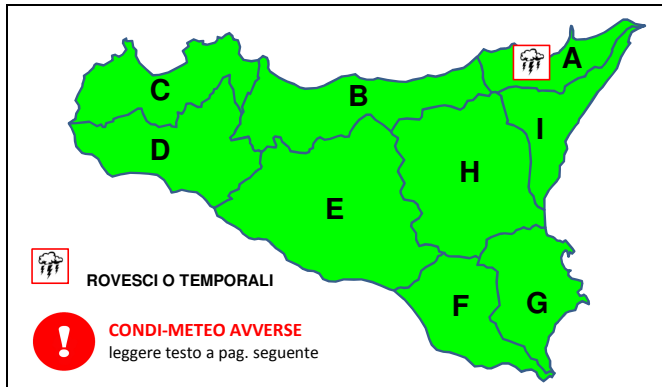 A
B
C
I
D
H
E
ROVESCI O TEMPORALI
F
G
CONDI-METEO AVVERSE
leggere testo a pag. seguente